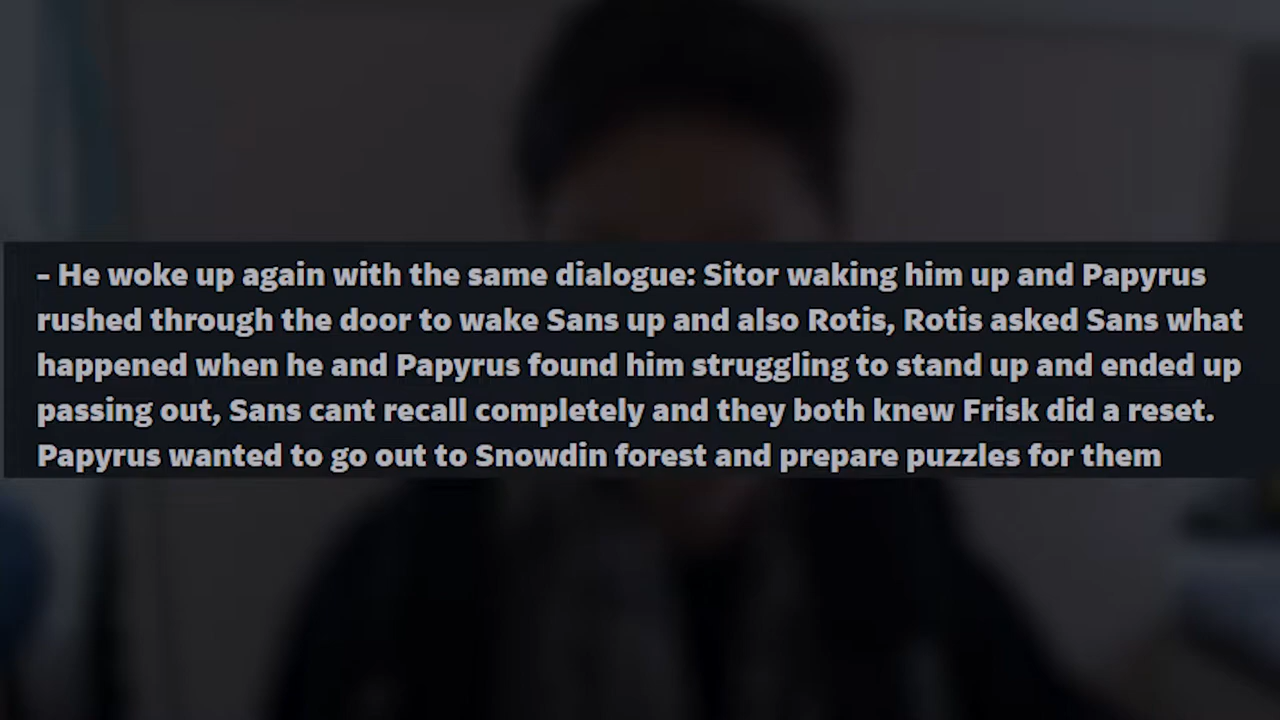 – He woke up again with the same dialogue: Sitor waking him up and Papyrus
rushed through the door to wake Sans up and also Rotis, Rotis asked Sans what
happened when he and Papyrus found him struggling to stand up and ended up
passing out, Sans cant recall completely and they both knew Frisk did a reset.
Papyrus wanted to go out to Snowdin forest and prepare puzzles for them